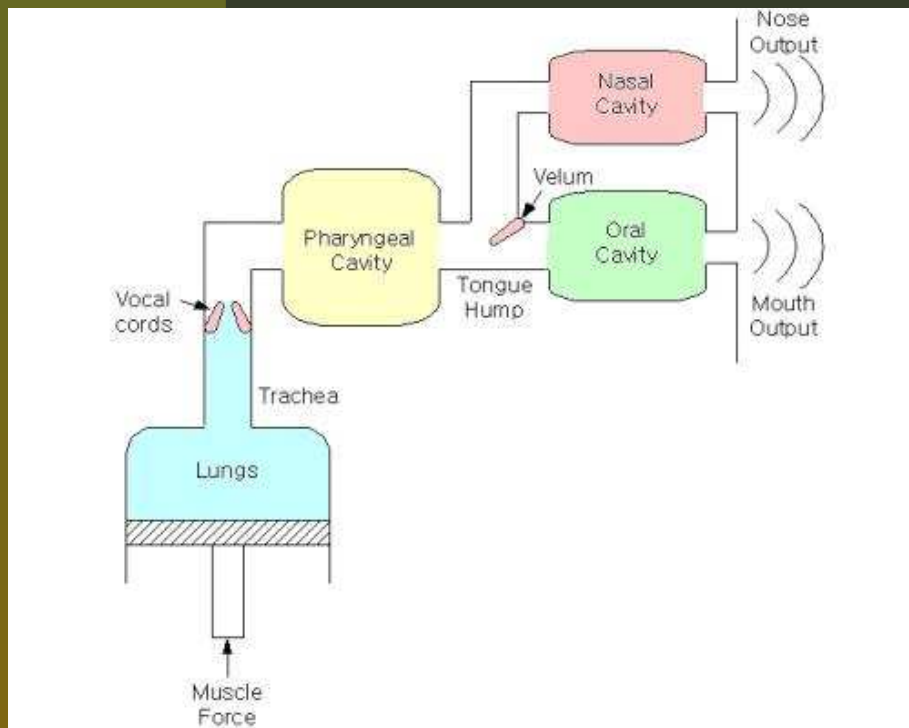 Nose
Output
Nasal
Cavity
Velum
Pharyngeal
Cavity
Oral
Cavity
Tongue
Hump
Vocal
cords
Mouth
Output
Trachea
Lungs
Muscle
Force